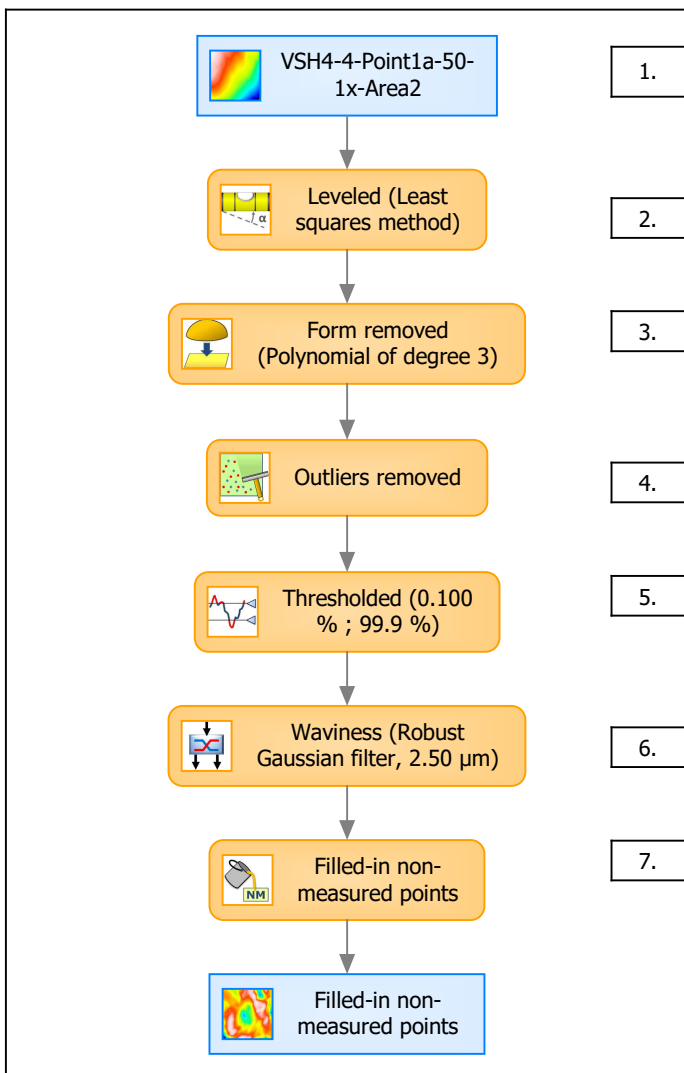 VSH4-4-Point1a-50-
1x-Area2
1.
α
Leveled (Least
squares method)
2.
Form removed
(Polynomial of degree 3)
3.
Outliers removed
4.
Thresholded (0.100
% ; 99.9 %)
5.
Waviness (Robust
Gaussian filter, 2.50 µm)
6.
NM
Filled-in non-
measured points
7.
Filled-in non-
measured points